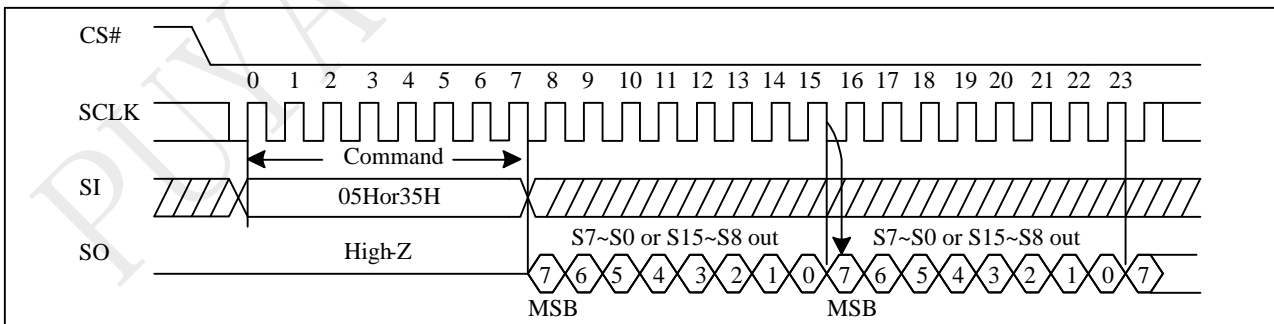 PUYA
CS#
0 1 2 3 4 5 6 7 8 9 10 11 12 13 14 15 16 17 18 19 20 21 22 23
SCLK
Command
SI
05Hor35H
S7~S0 or S15~S8 out S7~S0 or S15~S8 out
SO
High-Z
7 6 5 4 3 2 1 0 7 6 5 4 3 2 1 0 7
MSB MSB